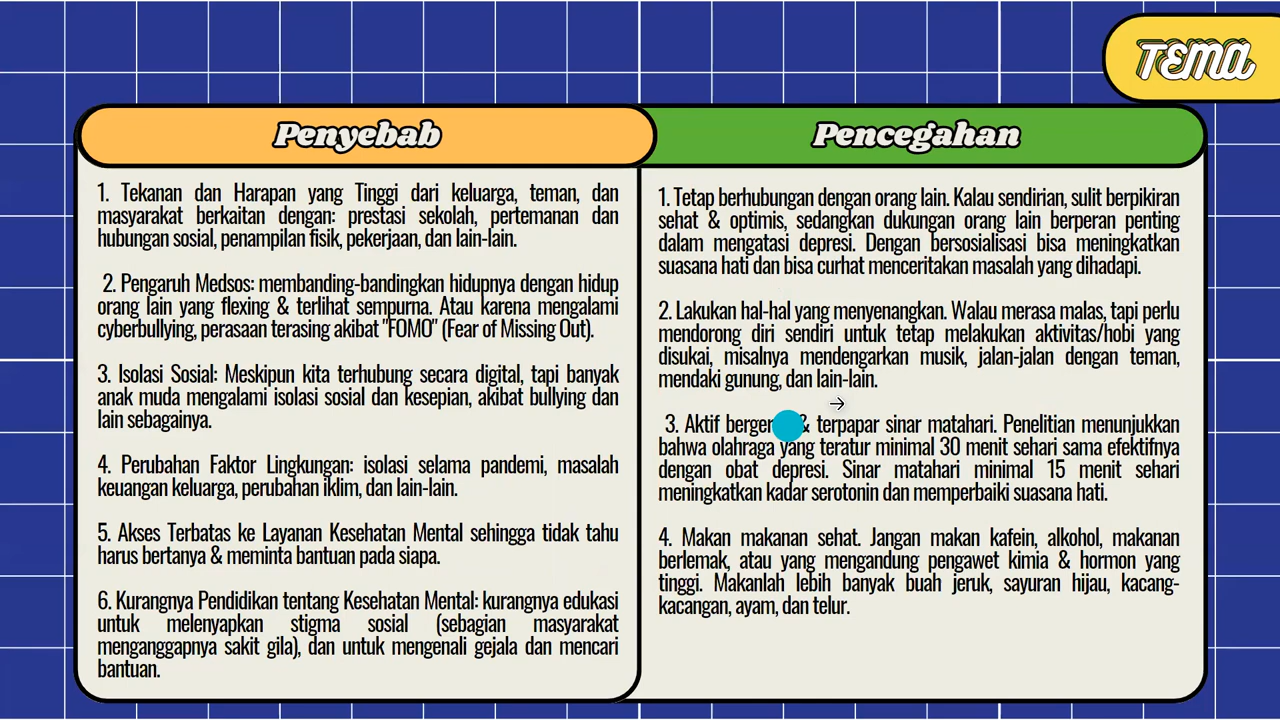 TEMA
Penyebab
1. Tekanan dan Harapan yang Tinggi dari keluarga, teman, dan
masyarakat berkaitan dengan: prestasi sekolah, pertemanan dan
hubungan sosial, penampilan fisik, pekerjaan, dan lain-lain.
2. Pengaruh Medsos: membanding-bandingkan hidupnya dengan hidup
orang lain yang flexing & terlihat sempurna. Atau karena mengalami
cyberbullying, perasaan terasing akibat "FOMO" (Fear of Missing Out).
3. Isolasi Sosial: Meskipun kita terhubung secara digital, tapi banyak
anak muda mengalami isolasi sosial dan kesepian, akibat bullying dan
lain sebagainya.
4. Perubahan Faktor Lingkungan: isolasi selama pandemi, masalah
keuangan keluarga, perubahan iklim, dan lain-lain.
5. Akses Terbatas ke Layanan Kesehatan Mental sehingga tidak tahu
harus bertanya & meminta bantuan pada siapa.
6. Kurangnya Pendidikan tentang Kesehatan Mental: kurangnya edukasi
untuk melenyapkan stigma sosial (sebagian masyarakat
menganggapnya sakit gila), dan untuk mengenali gejala dan mencari
bantuan.
Pencegahan
1. Tetap berhubungan dengan orang lain. Kalau sendirian, sulit berpikiran
sehat & optimis, sedangkan dukungan orang lain berperan penting
dalam mengatasi depresi. Dengan bersosialisasi bisa meningkatkan
suasana hati dan bisa curhat menceritakan masalah yang dihadapi.
2. Lakukan hal-hal yang menyenangkan. Walau merasa malas, tapi perlu
mendorong diri sendiri untuk tetap melakukan aktivitas/hobi yang
disukai, misalnya mendengarkan musik, jalan-jalan dengan teman,
mendaki gunung, dan lain-lain.
3. Aktif & terpapar sinar matahari. Penelitian menunjukkan
bahwa olahraga yang teratur minimal 30 menit sehari sama efektifnya
dengan obat depresi. Sinar matahari minimal 15 menit sehari
meningkatkan kadar serotonin dan memperbaiki suasana hati.
4. Makan makanan sehat. Jangan makan kafein, alkohol, makanan
berlemak, atau yang mengandung pengawet kimia & hormon yang
tinggi. Makanlah lebih banyak buah jeruk, sayuran hijau, kacang-
kacangan, ayam, dan telur.